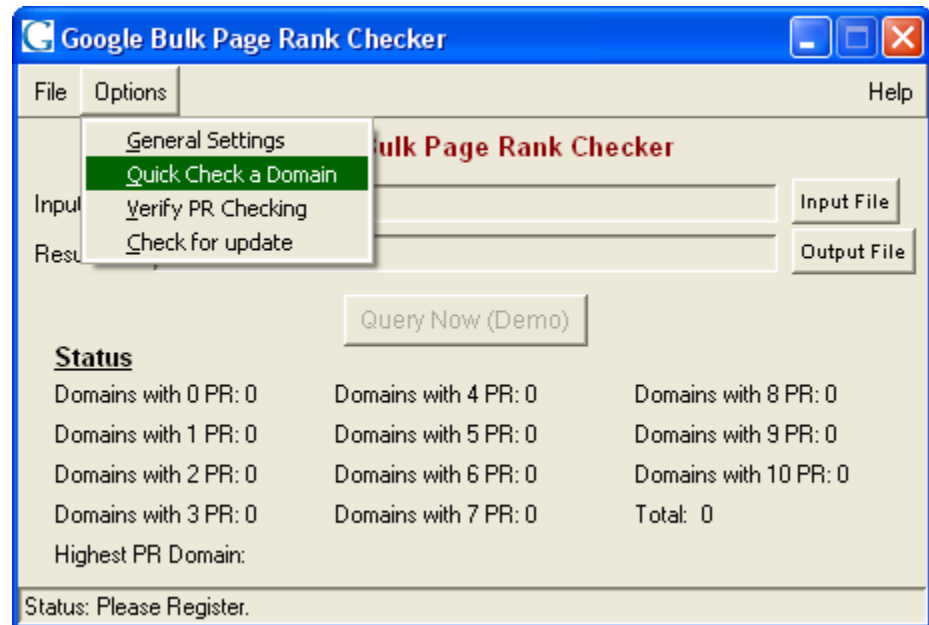 Google Bulk Page Rank Checker
File Options Help
General Settings
Quick Check a Domain
Verify PR Checking
Check for update
Page Rank Checker
Input File
Output File
Query Now (Demo)
Status
Domains with 0 PR: 0 Domains with 4 PR: 0 Domains with 8 PR: 0
Domains with 1 PR: 0 Domains with 5 PR: 0 Domains with 9 PR: 0
Domains with 2 PR: 0 Domains with 6 PR: 0 Domains with 10 PR: 0
Domains with 3 PR: 0 Domains with 7 PR: 0 Total: 0
Highest PR Domain:
Status: Please Register.